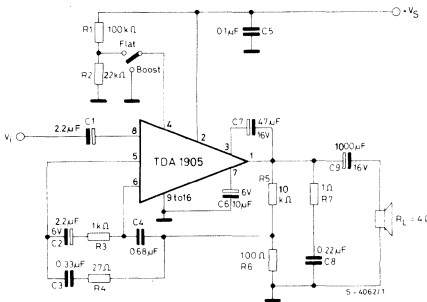 +VS
R1 100kΩ
Flat
0.1µF C5
R2 22kΩ
Boost
2.2µF C1
C7 47µF
16V
Vi
8
4
2
3
5
TDA 1905
1
6
7
9 to 16
6V
C6 10µF
1000µF
C9 16V
R5 10
kΩ
1Ω
R7
2.2µF
6V
C2
1kΩ
R3
C4
0.68µF
RL = 4Ω
0.33µF
C3
27Ω
R4
100Ω
R6
0.22µF
C8
S-4062/1